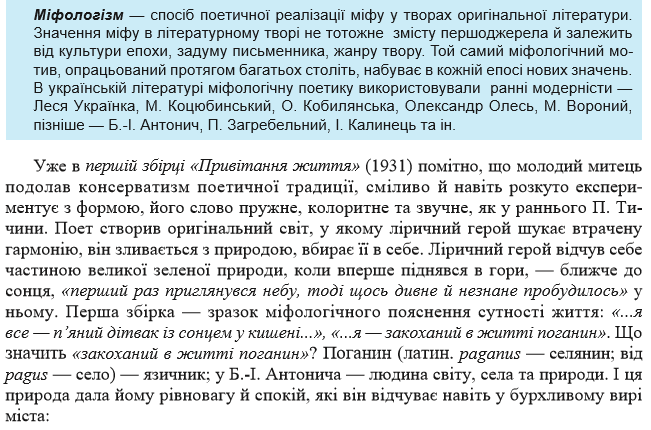 Міфологізм — спосіб поетичної реалізації міфу у творах оригінальної літератури.
Значення міфу в літературному творі не тотожне змісту першоджерела й залежить
від культури епохи, задуму письменника, жанру твору. Той самий міфологічний мо-
тив, опрацьований протягом багатьох століть, набуває в кожній епосі нових значень.
В українській літературі міфологічну поетику використовували ранні модерністи —
Леся Українка, М. Коцюбинський, О. Кобилянська, Олександр Олесь, М. Вороний,
пізніше — Б.-І. Антонич, П. Загребельний, І. Калинець та ін.
Уже в першій збірці «Привітання життя» (1931) помітно, що молодий митець
подолав консерватизм поетичної традиції, сміливо й навіть розкуто експери-
ментує з формою, його слово пружне, колоритне та звучне, як у раннього П. Ти-
чини. Поет створив оригінальний світ, у якому ліричний герой шукає втрачену
гармонію, він зливається з природою, вбирає її в себе. Ліричний герой відчув себе
частиною великої зеленої природи, коли вперше піднявся в гори, — ближче до
сонця, «перший раз приглянувся небу, тоді щось дивне й незнане пробудилось» у
ньому. Перша збірка — зразок міфологічного пояснення сутності життя: «...я
все — п’яний дітвак із сонцем у кишені...», «...я — закоханий в житті поганин». Що
значить «закоханий в житті поганин»? Поганин (латин. paganus — селянин; від
pagus — село) — язичник; у Б.-І. Антонича — людина світу, села та природи. І ця
природа дала йому рівновагу й спокій, які він відчуває навіть у бурхливому вирі
міста: